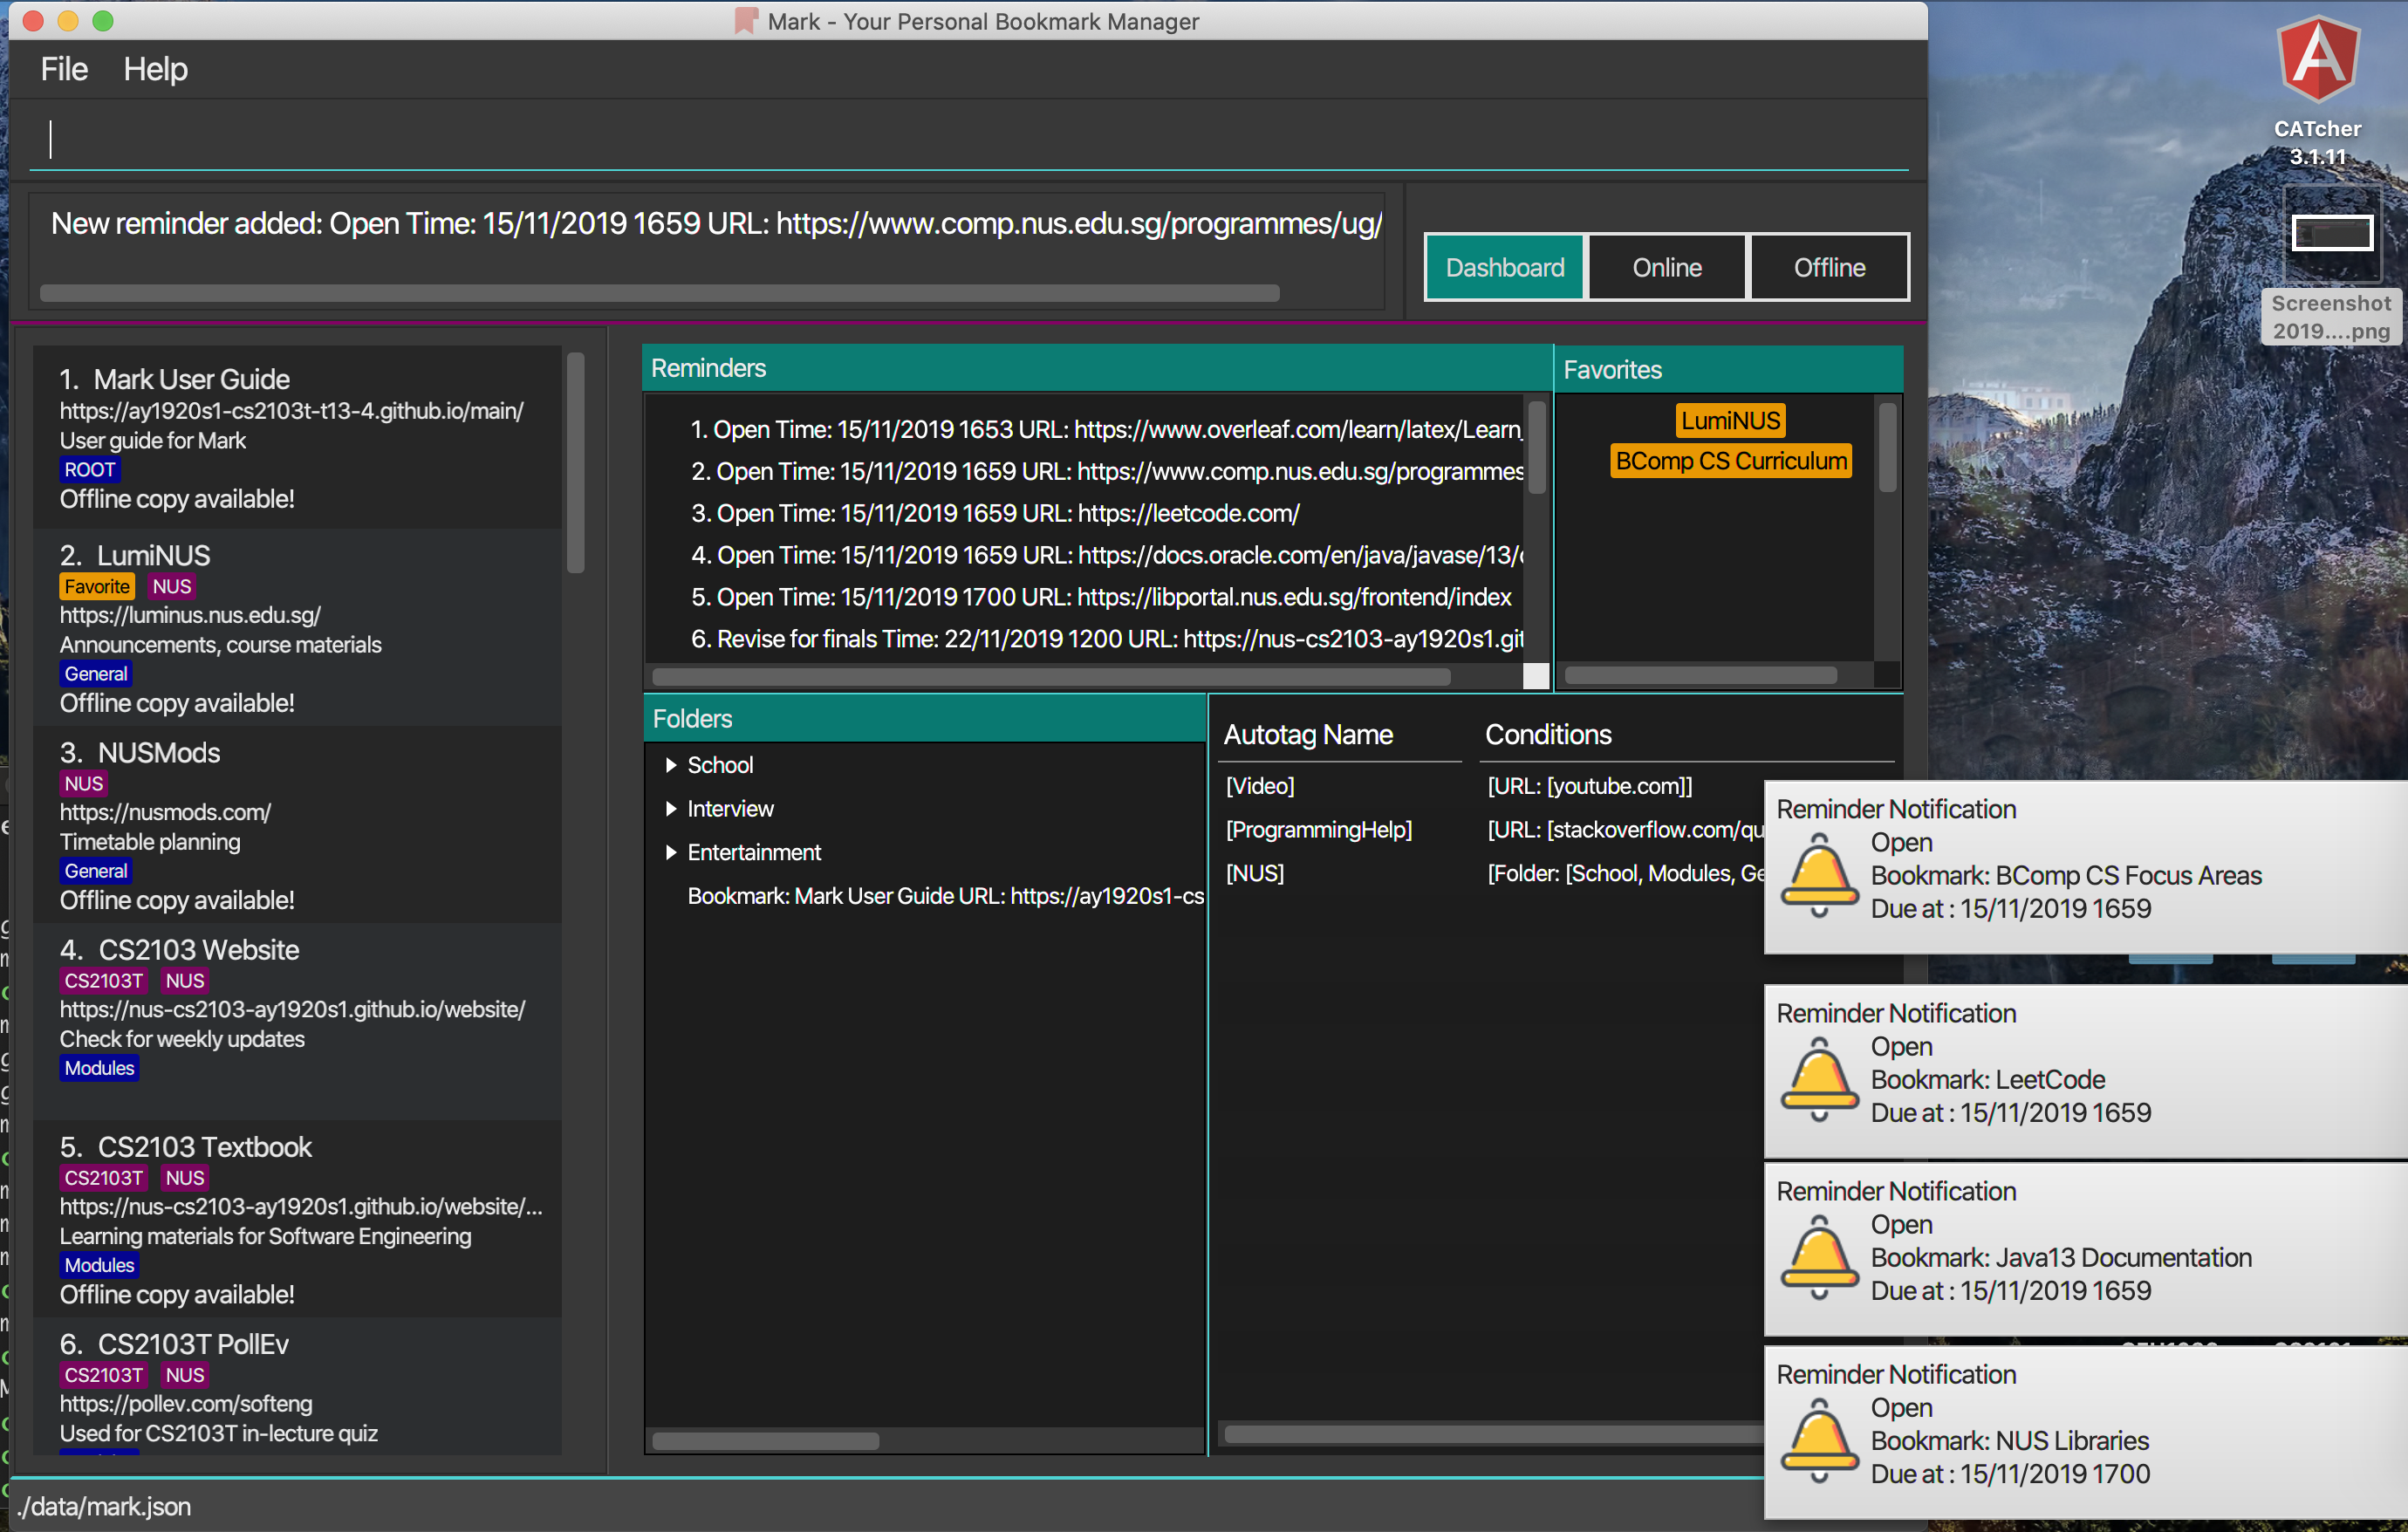 Mark - Your Personal Bookmark Manager
File Help
New reminder added: Open Time: 15/11/2019 1659 URL: https://www.comp.nus.edu.sg/programmes/ug/
Dashboard Online Offline
1. Mark User Guide
https://ay1920s1-cs2103t-t13-4.github.io/main/
User guide for Mark
ROOT
Offline copy available!
2. LumiNUS
Favorite NUS
https://luminus.nus.edu.sg/
Announcements, course materials
General
Offline copy available!
3. NUSMods
NUS
https://nusmods.com/
Timetable planning
General
Offline copy available!
4. CS2103 Website
CS2103T NUS
https://nus-cs2103-ay1920s1.github.io/website/
Check for weekly updates
Modules
5. CS2103 Textbook
CS2103T NUS
https://nus-cs2103-ay1920s1.github.io/website/...
Learning materials for Software Engineering
Modules
Offline copy available!
6. CS2103T PollEv
CS2103T NUS
https://pollev.com/softeng
Used for CS2103T in-lecture quiz
Reminders
1. Open Time: 15/11/2019 1653 URL: https://www.overleaf.com/learn/latex/Learn_
2. Open Time: 15/11/2019 1659 URL: https://www.comp.nus.edu.sg/programmes
3. Open Time: 15/11/2019 1659 URL: https://leetcode.com/
4. Open Time: 15/11/2019 1659 URL: https://docs.oracle.com/en/java/javase/13/
5. Open Time: 15/11/2019 1700 URL: https://libportal.nus.edu.sg/frontend/index
6. Revise for finals Time: 22/11/2019 1200 URL: https://nus-cs2103-ay1920s1.git
Favorites
LumiNUS
BComp CS Curriculum
Folders
School
Interview
Entertainment
Bookmark: Mark User Guide URL: https://ay1920s1-cs
Autotag Name Conditions
[Video] [URL: [youtube.com]]
[ProgrammingHelp] [URL: [stackoverflow.com/qu
[NUS] [Folder: [School, Modules, Ge
./data/mark.json
CATcher
3.1.11
Screenshot
2019....png
Reminder Notification
Open
Bookmark: BComp CS Focus Areas
Due at : 15/11/2019 1659
Reminder Notification
Open
Bookmark: LeetCode
Due at : 15/11/2019 1659
Reminder Notification
Open
Bookmark: Java13 Documentation
Due at : 15/11/2019 1659
Reminder Notification
Open
Bookmark: NUS Libraries
Due at : 15/11/2019 1700